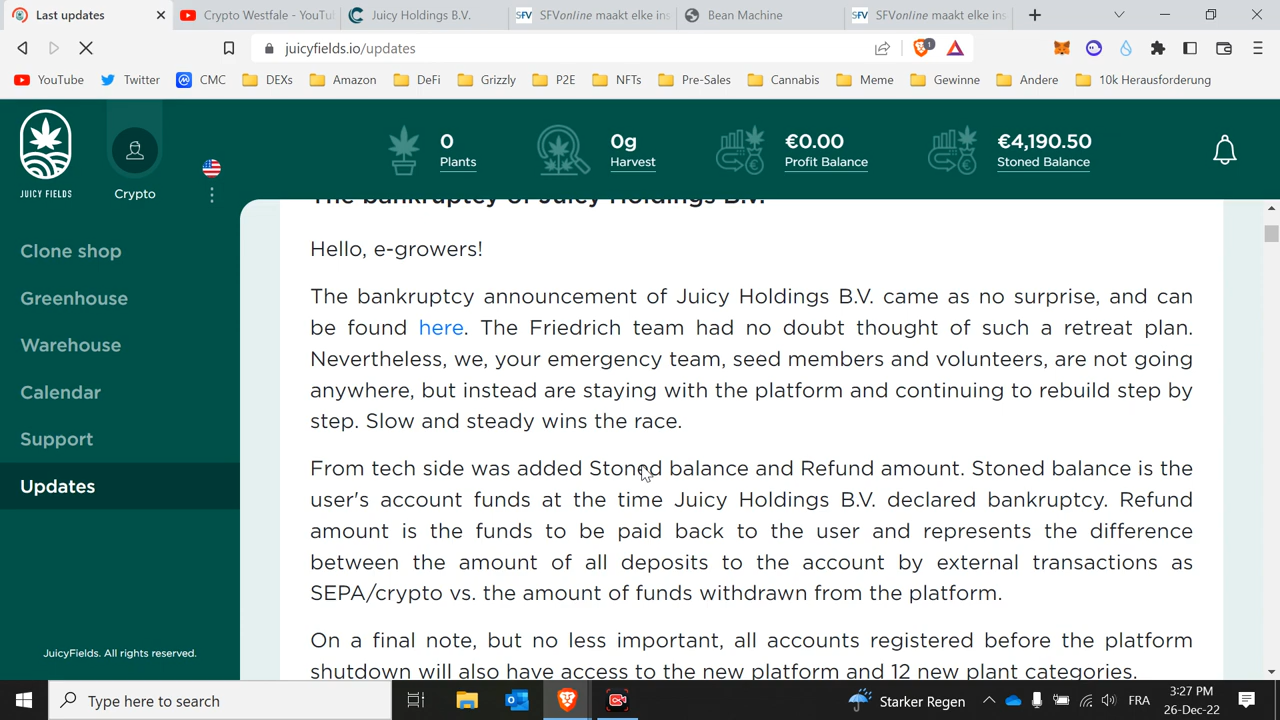 Last updates
Crypto Westfale - YouTu
Juicy Holdings B.V.
SFVonline maakt elke ins
Bean Machine
SFVonline maakt elke ins
juicyfields.io/updates
1
YouTube
Twitter
CMC
DEXs
Amazon
DeFi
Grizzly
P2E
NFTs
Pre-Sales
Cannabis
Meme
Gewinne
Andere
10k Herausforderung
JUICY FIELDS
Crypto
0
Plants
0g
Harvest
€0.00
Profit Balance
€4,190.50
Stoned Balance
Clone shop
Greenhouse
Warehouse
Calendar
Support
Updates
JuicyFields. All rights reserved.
The bankruptcy of Juicy Holdings B.V.
Hello, e-growers!
The bankruptcy announcement of Juicy Holdings B.V. came as no surprise, and can
be found here. The Friedrich team had no doubt thought of such a retreat plan.
Nevertheless, we, your emergency team, seed members and volunteers, are not going
anywhere, but instead are staying with the platform and continuing to rebuild step by
step. Slow and steady wins the race.
From tech side was added Stoned balance and Refund amount. Stoned balance is the
user's account funds at the time Juicy Holdings B.V. declared bankruptcy. Refund
amount is the funds to be paid back to the user and represents the difference
between the amount of all deposits to the account by external transactions as
SEPA/crypto vs. the amount of funds withdrawn from the platform.
On a final note, but no less important, all accounts registered before the platform
shutdown will also have access to the new platform and 12 new plant categories.
Type here to search
Starker Regen
FRA
3:27 PM
26-Dec-22